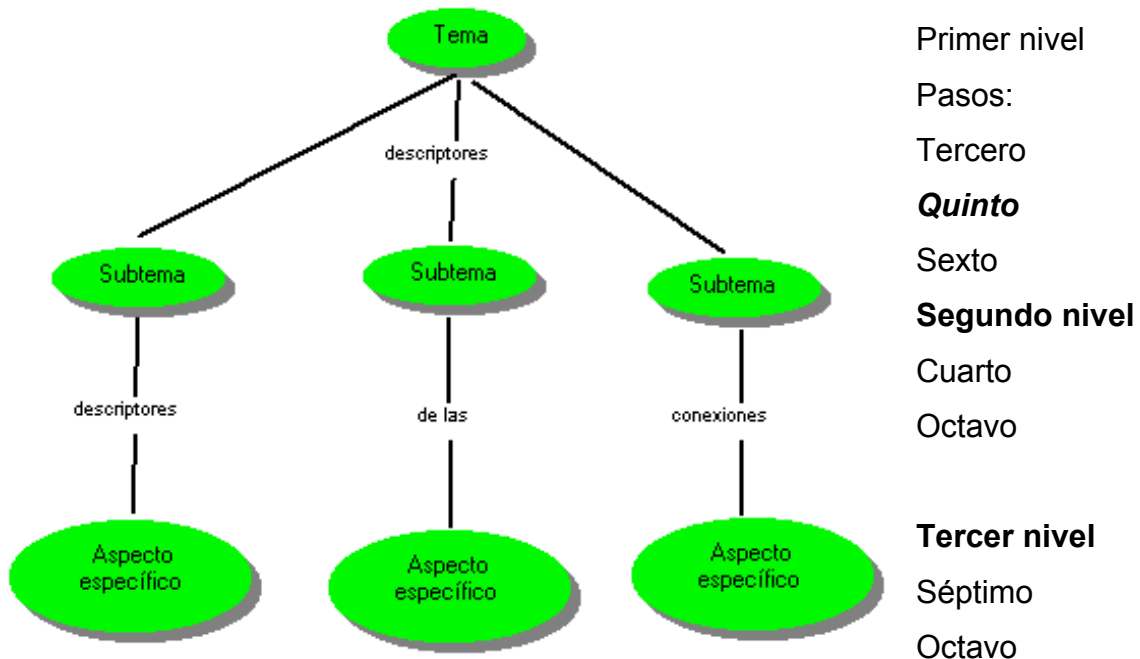 Tema
descriptores
Subtema
Subtema
Subtema
descriptores
de las
conexiones
Aspecto
específico
Aspecto
específico
Aspecto
específico
Primer nivel
Pasos:
Tercero
Quinto
Sexto
Segundo nivel
Cuarto
Octavo
Tercer nivel
Séptimo
Octavo